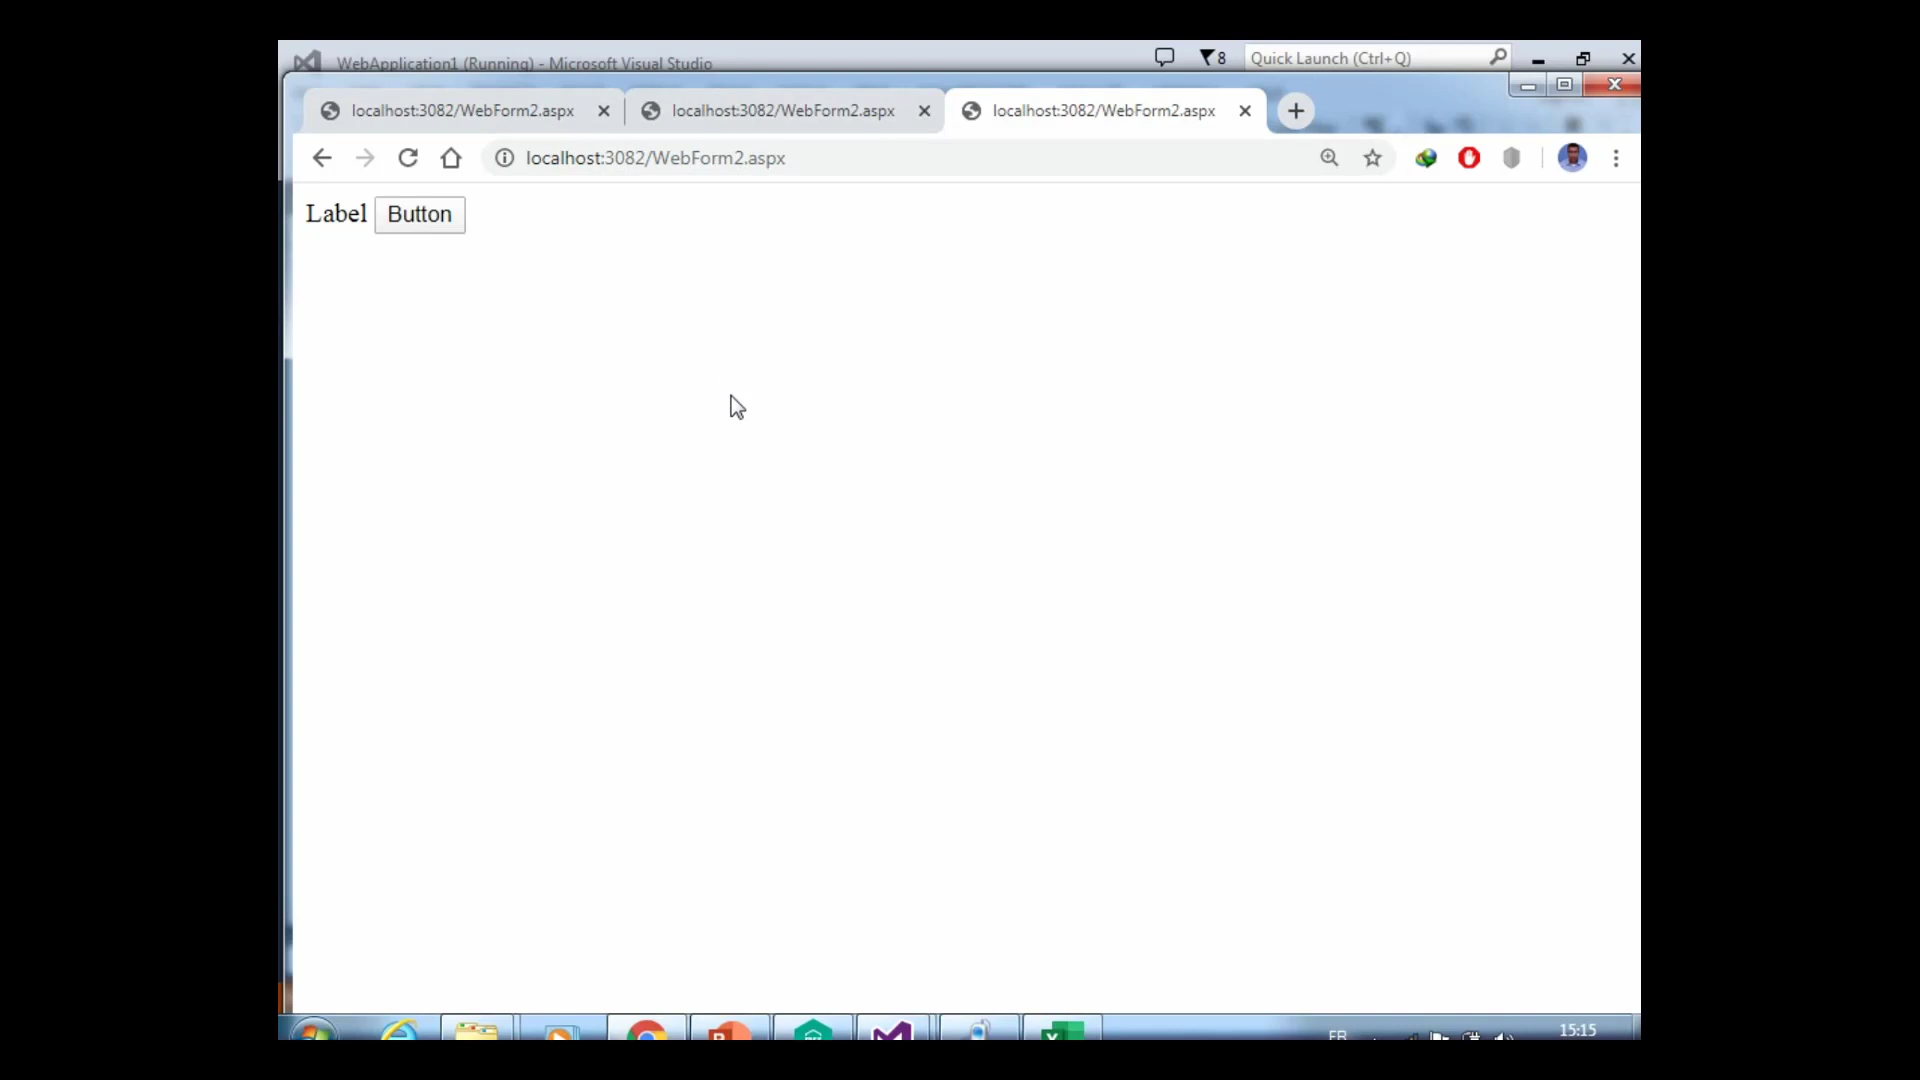 WebApplication1 (Running) - Microsoft Visual Studio
8
Quick Launch (Ctrl+Q)
localhost:3082/WebForm2.aspx
localhost:3082/WebForm2.aspx
localhost:3082/WebForm2.aspx
localhost:3082/WebForm2.aspx
Label Button
FR
15:15